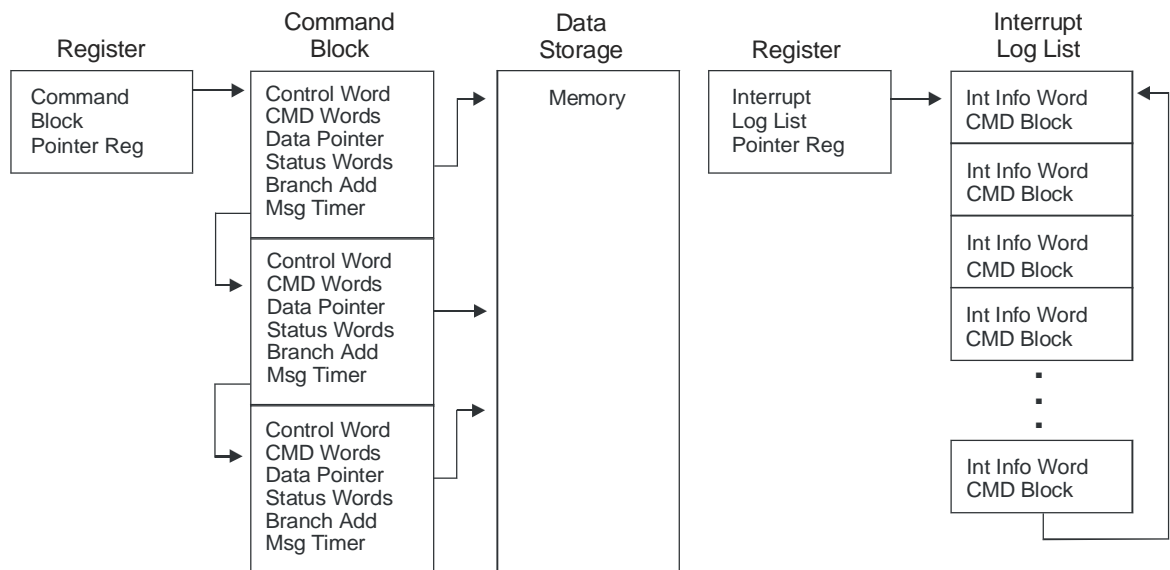 Register
Command
Block
Data
Storage
Register
Interrupt
Log List
Command
Block
Pointer Reg
Control Word
CMD Words
Data Pointer
Status Words
Branch Add
Msg Timer
Control Word
CMD Words
Data Pointer
Status Words
Branch Add
Msg Timer
Control Word
CMD Words
Data Pointer
Status Words
Branch Add
Msg Timer
Memory
Interrupt
Log List
Pointer Reg
Int Info Word
CMD Block
Int Info Word
CMD Block
Int Info Word
CMD Block
Int Info Word
CMD Block
Int Info Word
CMD Block